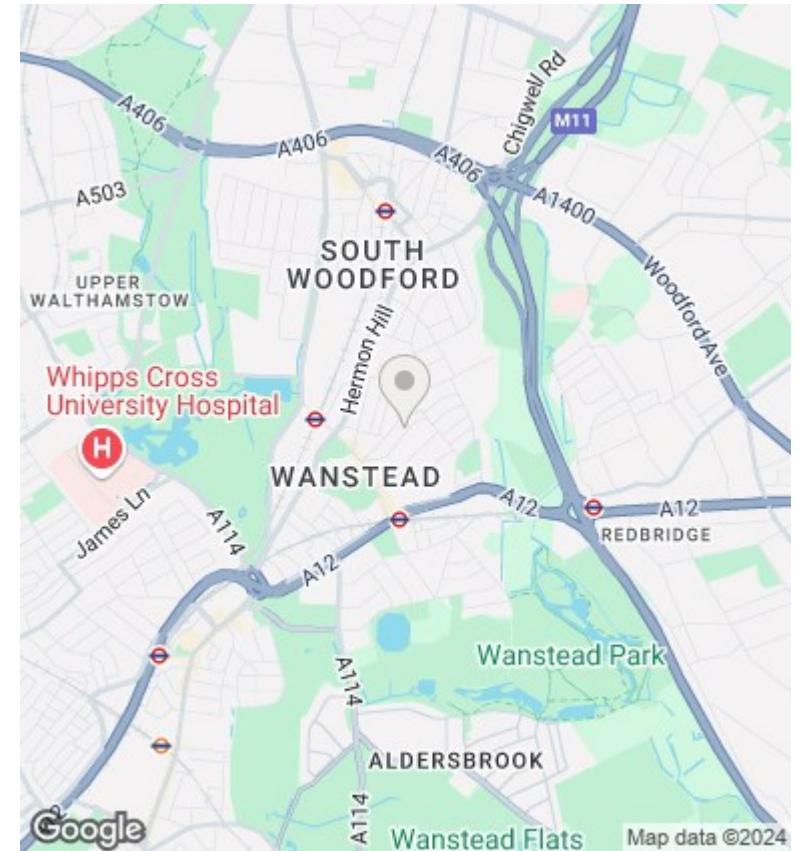 Chigwell Rd
M11
A406
A406
A406
A503
A1400
SOUTH
WOODFORD
UPPER
WALTHAMSTOW
Woodford Ave
Hermon Hill
Whipps Cross
University Hospital
H
WANSTEAD
A12
A12
James Ln
A114
REDBRIDGE
A12
Wanstead Park
A114
ALDERSBROOK
A114
Google
Wanstead Flats
Map data ©2024